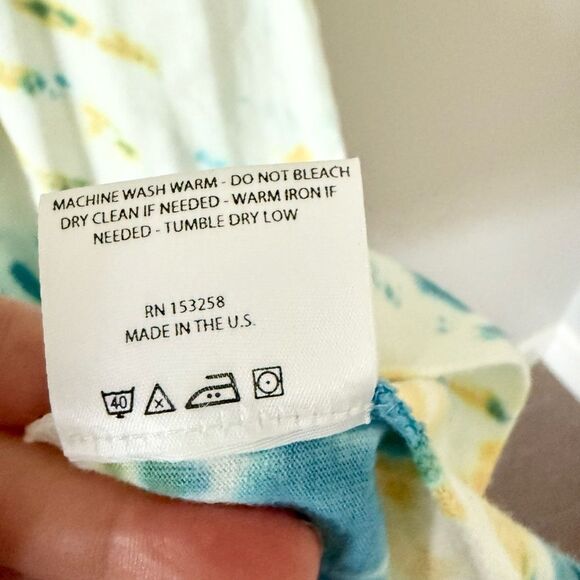 MACHINE WASH WARM - DO NOT BLEACH
DRY CLEAN IF NEEDED - WARM IRON IF
NEEDED - TUMBLE DRY LOW
RN 153258
MADE IN THE U.S.
40